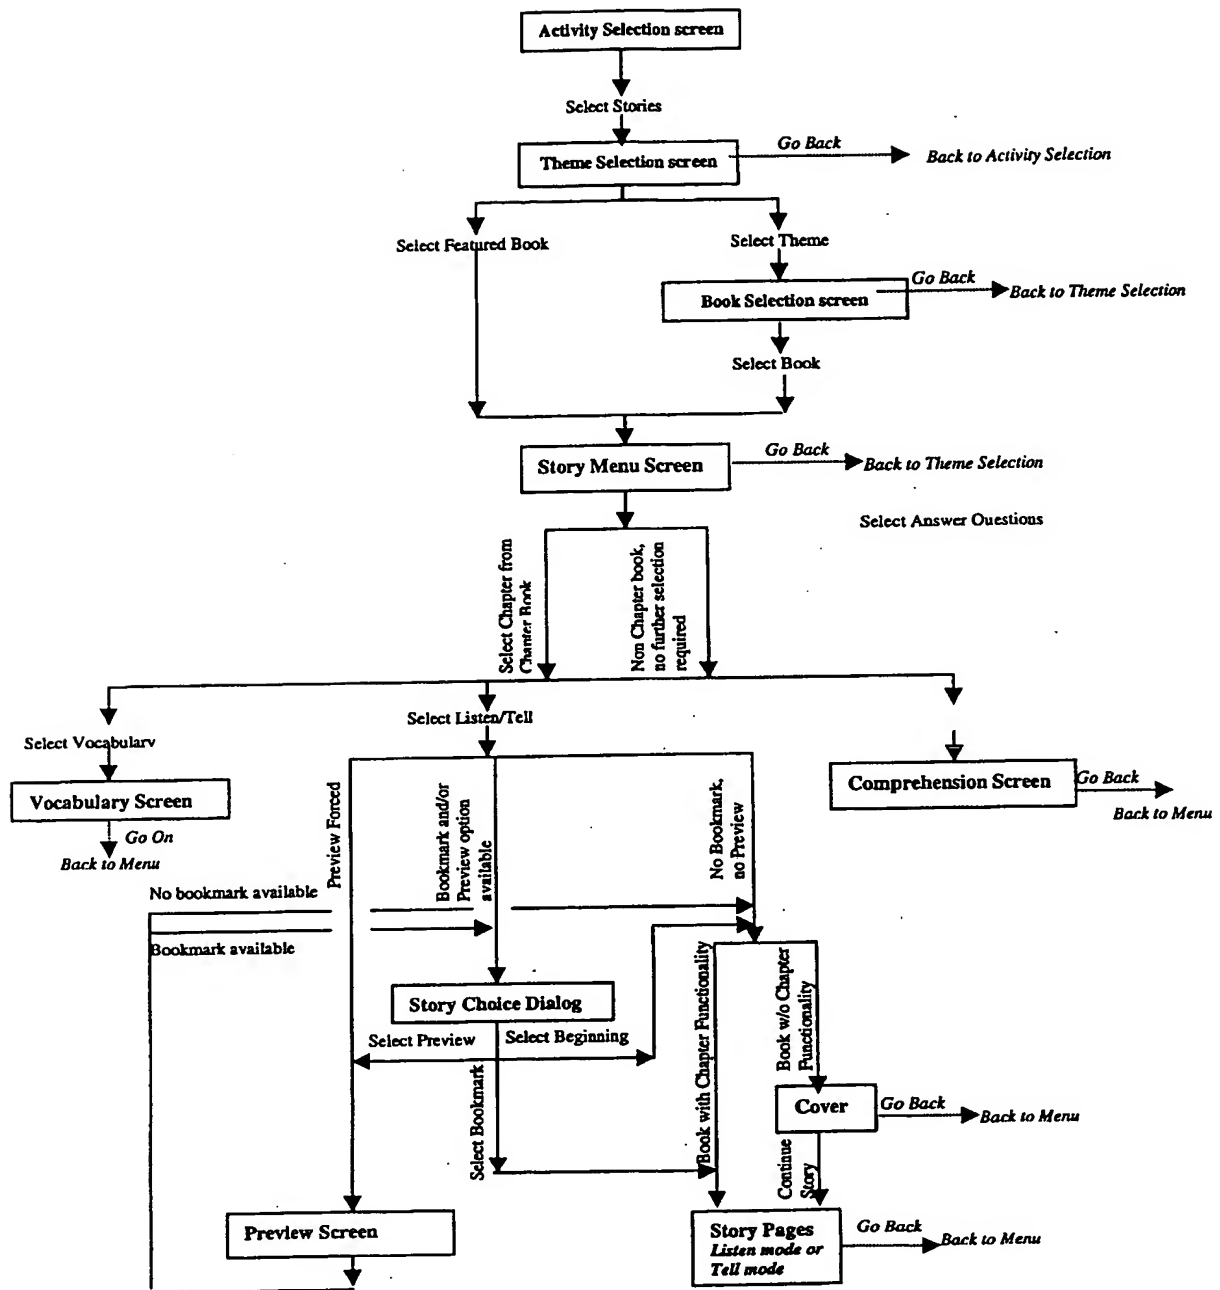 Activity Selection screen
Select Stories
Theme Selection screen
Go Back
Back to Activity Selection
Select Featured Book
Select Theme
Book Selection screen
Go Back
Back to Theme Selection
Select Book
Story Menu Screen
Go Back
Back to Theme Selection
Select Answer Questions
Select Chapter from
Chapter Book
Non Chapter book,
no further selection
required
Select Listen/Tell
Select Vocabulary
Vocabulary Screen
Go On
Back to Menu
Preview Forced
Bookmark and/or
Preview option
available
No Bookmark,
no Preview
Comprehension Screen
Go Back
Back to Menu
No bookmark available
Bookmark available
Story Choice Dialog
Select Preview
Select Beginning
Select Bookmark
Book with Chapter Functionality
Book w/o Chapter
Functionality
Cover
Go Back
Back to Menu
Continue
Story
Preview Screen
Story Pages
Listen mode or
Tell mode
Go Back
Back to Menu